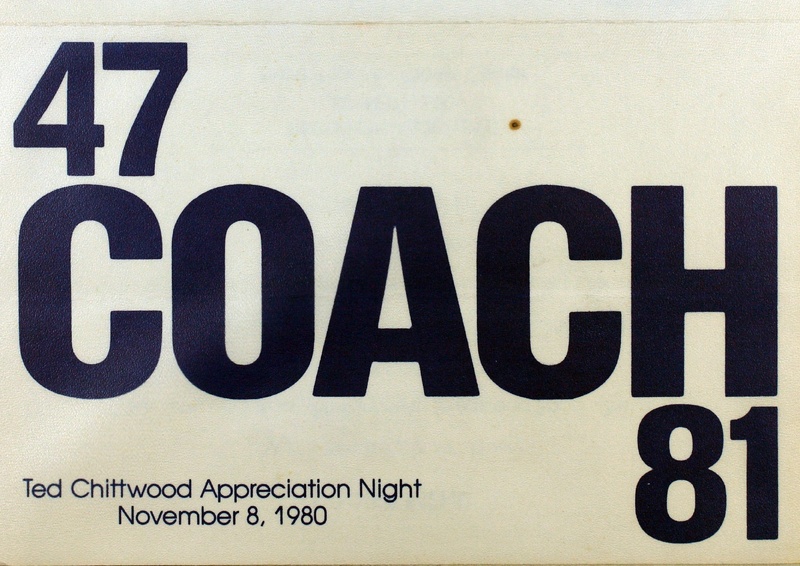 47
COACH
81
Ted Chittwood Appreciation Night
November 8, 1980